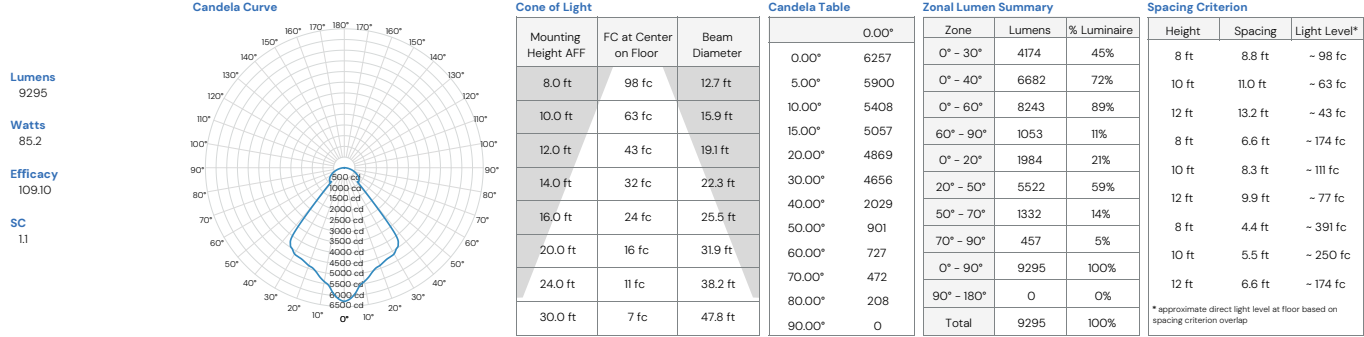 Candela Curve
Cone of Light
Candela Table
Zonal Lumen Summary
Spacing Criterion
Lumens
9295
Watts
85.2
Efficacy
109.10
SC
1.1
170° 180° 170°
160° 160°
150° 150°
140° 140°
130° 130°
120° 120°
110° 110°
100° 100°
90° 90°
80° 80°
70° 70°
60° 60°
50° 50°
40° 40°
30° 30°
20° 20°
10° 10°
0°
500 cd
1000 cd
2000 cd
2500 cd
3000 cd
3500 cd
4000 cd
4500 cd
5000 cd
5500 cd
6000 cd
6500 cd
Mounting Height AFF FC at Center on Floor Beam Diameter
8.0 ft 98 fc 12.7 ft
10.0 ft 63 fc 15.9 ft
12.0 ft 43 fc 19.1 ft
14.0 ft 32 fc 22.3 ft
16.0 ft 24 fc 25.5 ft
20.0 ft 16 fc 31.9 ft
24.0 ft 11 fc 38.2 ft
30.0 ft 7 fc 47.8 ft
0.00°
0.00° 6257
5.00° 5900
10.00° 5408
15.00° 5057
20.00° 4869
30.00° 4656
40.00° 2029
50.00° 901
60.00° 727
70.00° 472
80.00° 208
90.00° 0
Zone Lumens % Luminaire
0° - 30° 4174 45%
0° - 40° 6682 72%
0° - 60° 8243 89%
60° - 90° 1053 11%
0° - 20° 1984 21%
20° - 50° 5522 59%
50° - 70° 1332 14%
70° - 90° 457 5%
0° - 90° 9295 100%
90° - 180° 0 0%
Total 9295 100%
Height Spacing Light Level*
8 ft 8.8 ft ~ 98 fc
10 ft 11.0 ft ~ 63 fc
12 ft 13.2 ft ~ 43 fc
8 ft 6.6 ft ~ 174 fc
10 ft 8.3 ft ~ 111 fc
12 ft 9.9 ft ~ 77 fc
8 ft 4.4 ft ~ 391 fc
10 ft 5.5 ft ~ 250 fc
12 ft 6.6 ft ~ 174 fc
* approximate direct light level at floor based on
spacing criterion overlap